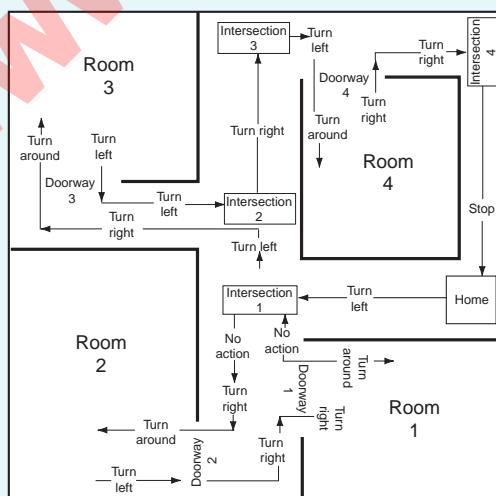 Room
3
Intersection
3
Turn
left
Turn
right
Intersection
4
Doorway
4
Turn
right
Turn
around
Turn
left
Turn
around
Turn right
Room
4
Doorway
3
Turn
left
Intersection
2
Turn
right
Turn left
Stop
Intersection
1
Turn
left
Home
No
action
No
action
Room
2
Turn
around
Doorway
1
Turn
right
Turn
right
Room
1
Turn
around
Doorway
2
Turn
right
Turn
left